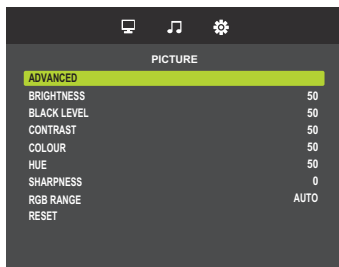 PICTURE
ADVANCED
BRIGHTNESS 50
BLACK LEVEL 50
CONTRAST 50
COLOUR 50
HUE 50
SHARPNESS 0
RGB RANGE AUTO
RESET